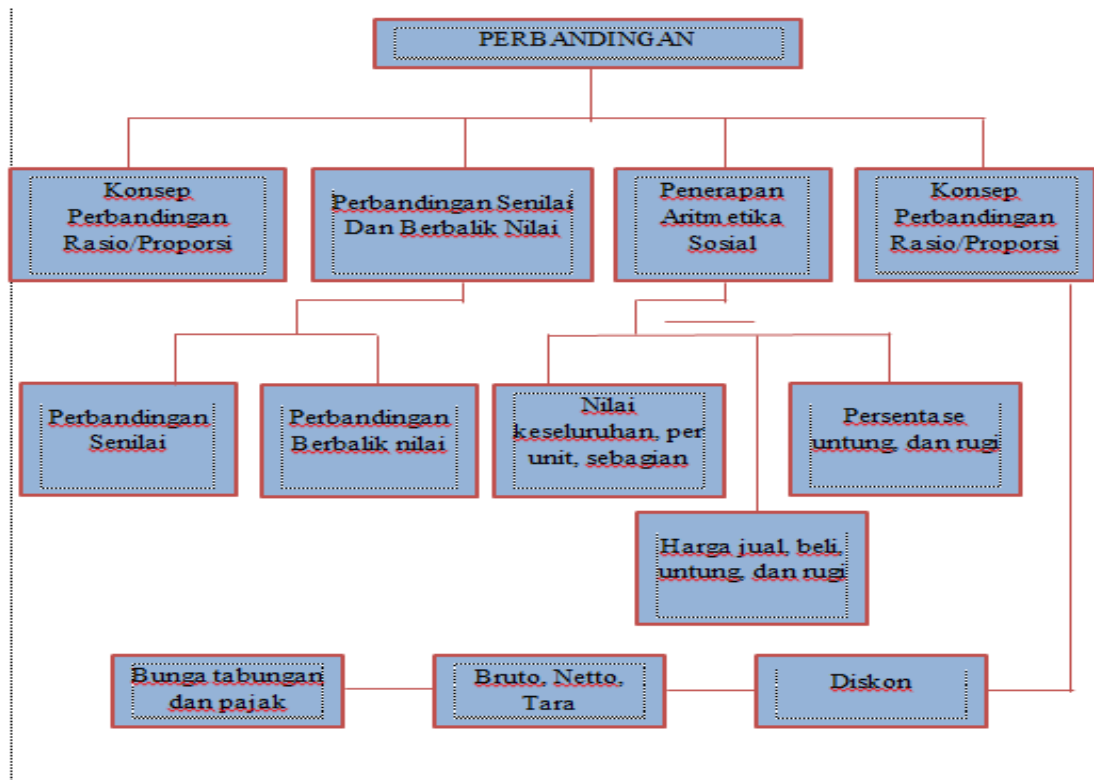 PERBANDINGAN
Konsep
Perbandingan
Rasio/Proporsi
Perbandingan Senilai
Dan Berbalik Nilai
Penerapan
Aritmetika
Sosial
Konsep
Perbandingan
Rasio/Proporsi
Perbandingan
Senilai
Perbandingan
Berbalik nilai
Nilai
keseluruhan, per
unit, sebagian
Persentase
untung, dan rugi
Harga jual, beli,
untung, dan rugi
Bunga tabungan
dan pajak
Bruto, Netto,
Tara
Diskon